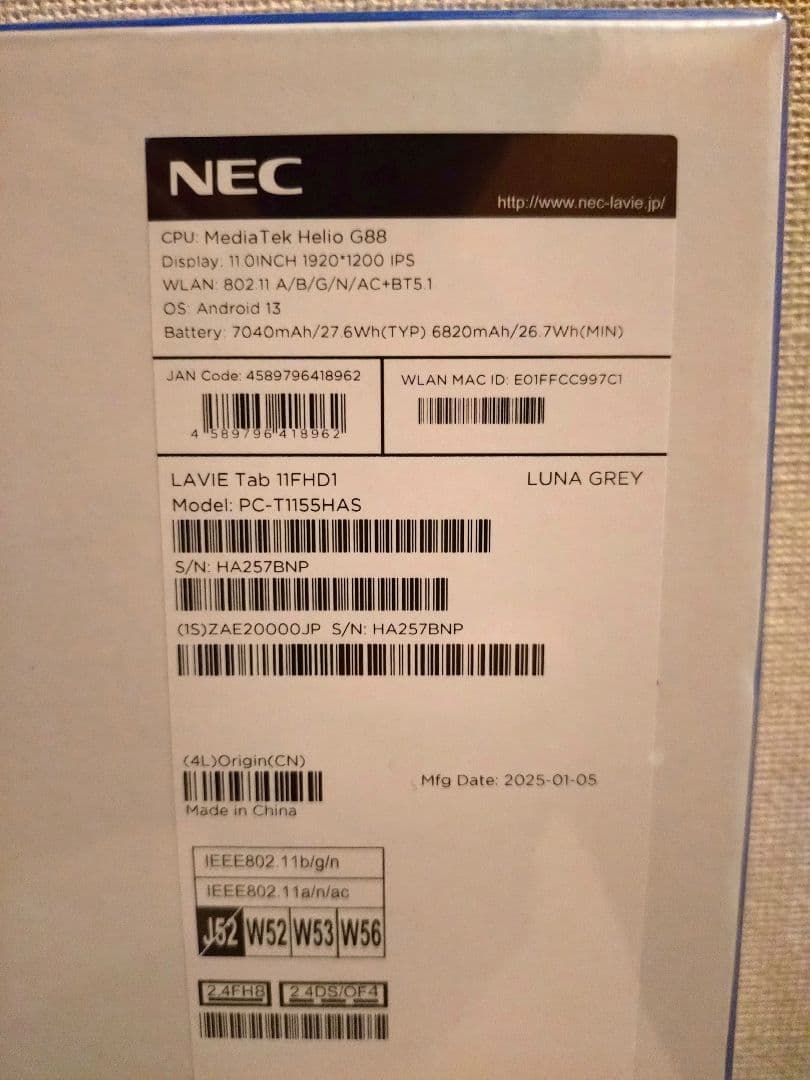 NEC
http://www.nec-lavie.jp/
CPU: MediaTek Helio G88
Display: 11.0INCH 1920*1200 IPS
WLAN: 802.11 A/B/G/N/AC+BT5.1
OS: Android 13
Battery: 7040mAh/27.6Wh(TYP) 6820mAh/26.7Wh(MIN)
JAN Code: 4589796418962
4 589796 418962
WLAN MAC ID: E01FFCC997C1
LAVIE Tab 11FHD1
LUNA GREY
Model: PC-T1155HAS
S/N: HA257BNP
(1S)ZAE20000JP S/N: HA257BNP
(4L)Origin(CN)
Made in China
Mfg Date: 2025-01-05
IEEE802.11b/g/n
IEEE802.11a/n/ac
J52 W52 W53 W56
2.4FH8 2.4DS/OF4